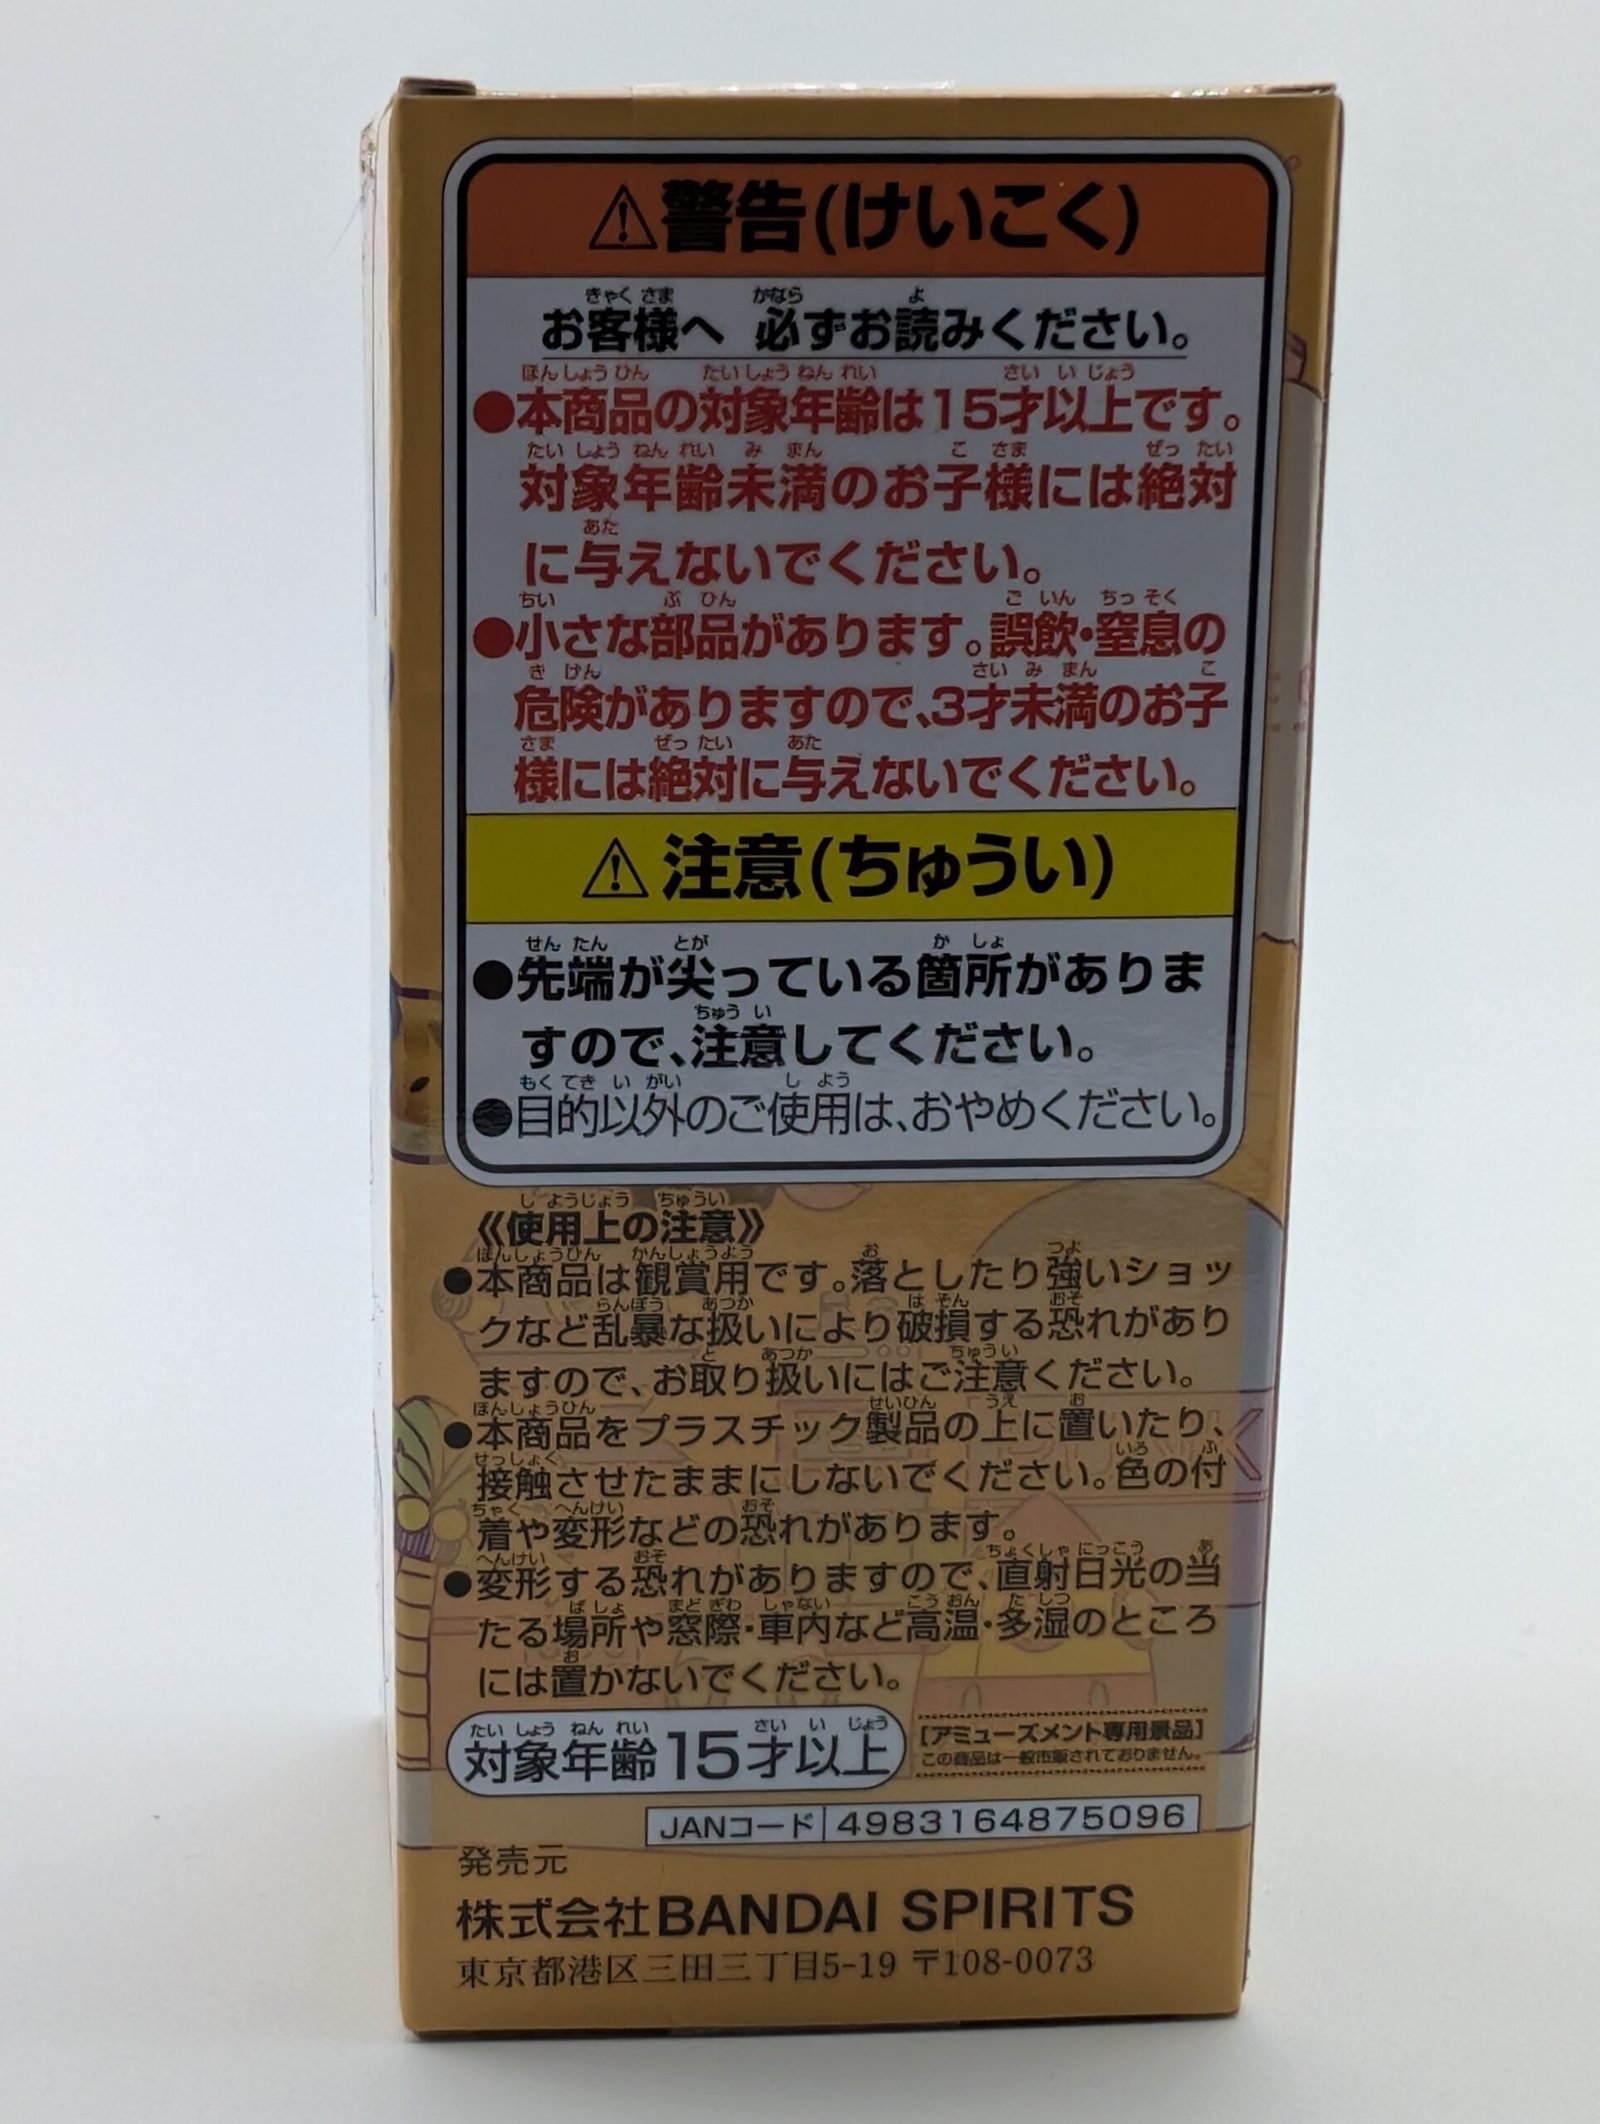 ⚠警告(けいこく)
お客様へ 必ずお読みください。
●本商品の対象年齢は15才以上です。
対象年齢未満のお子様には絶対
に与えないでください。
●小さな部品があります。誤飲・窒息の
危険がありますので、3才未満のお子
様には絶対に与えないでください。
⚠注意(ちゅうい)
●先端が尖っている箇所がありま
すので、注意してください。
●目的以外のご使用は、おやめください。
《使用上の注意》
●本商品は観賞用です。落としたり強いショッ
クなど乱暴な扱いにより破損する恐れがあり
ますので、お取り扱いにはご注意ください。
●本商品をプラスチック製品の上に置いたり、
接触させたままにしないでください。色の付
着や変形などの恐れがあります。
●変形する恐れがありますので、直射日光の当
たる場所や窓際・車内など高温・多湿のところ
には置かないでください。
対象年齢15才以上
[アミューズメント専用景品]
この商品は一般市販されておりません。
JANコード 4983164875096
発売元
株式会社BANDAI SPIRITS
東京都港区三田三丁目5-19 〒108-0073